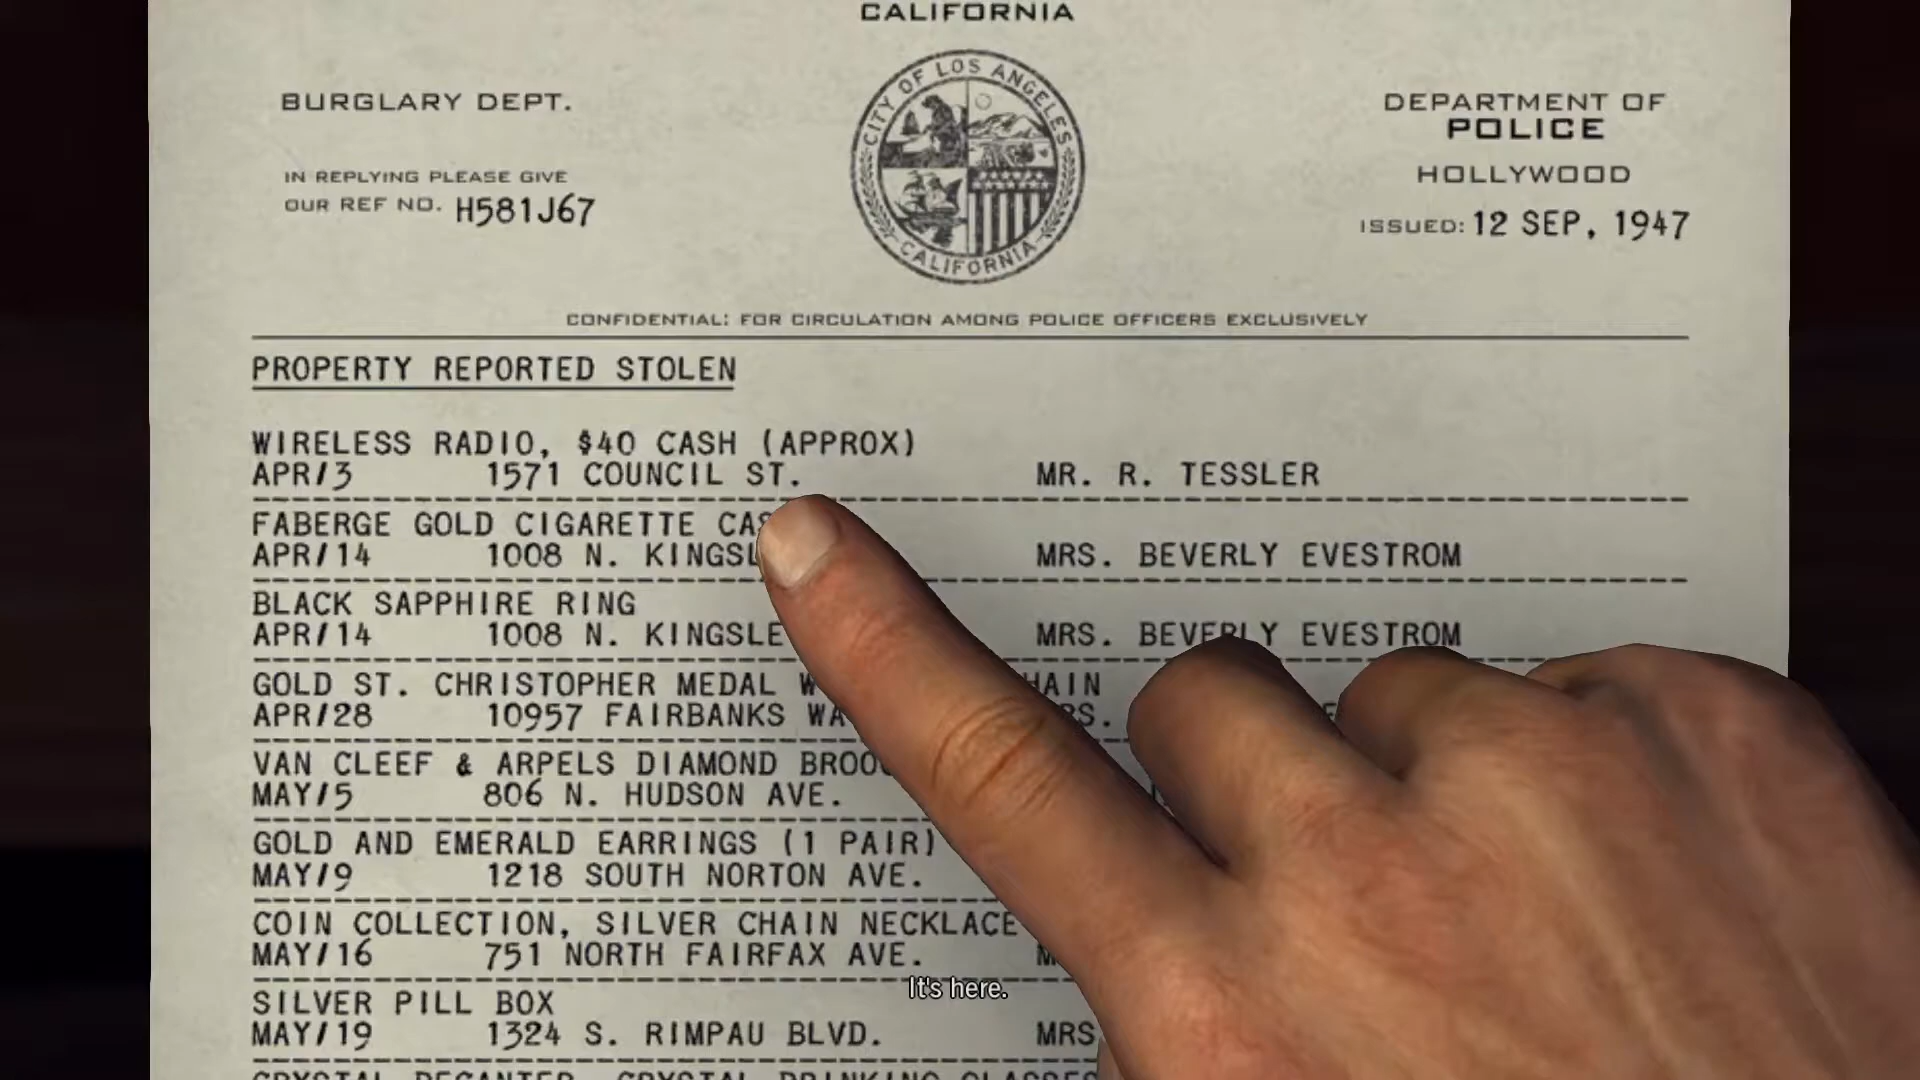 CALIFORNIA
BURGLARY DEPT.
IN REPLYING PLEASE GIVE
OUR REF NO. H581J67
CITY OF LOS ANGELES
CALIFORNIA
DEPARTMENT OF
POLICE
HOLLYWOOD
ISSUED: 12 SEP, 1947
CONFIDENTIAL: FOR CIRCULATION AMONG POLICE OFFICERS EXCLUSIVELY
PROPERTY REPORTED STOLEN
WIRELESS RADIO, $40 CASH (APPROX)
APR/3 1571 COUNCIL ST. MR. R. TESSLER
FABERGE GOLD CIGARETTE
APR/14 1008 N. MRS. BEVERLY EVESTROM
BLACK SAPPHIRE RING
APR/14 1008 N. MRS. BEVERLY EVESTROM
GOLD ST. CHRISTOPHER MEDAL
APR/28 10957 FAIRBANKS
VAN CLEEF & ARPELS DIAMOND
MAY/5 806 N. HUDSON AVE.
GOLD AND EMERALD EARRINGS (1 PAIR)
MAY/9 1218 SOUTH NORTON AVE.
COIN COLLECTION, SILVER CHAIN NECKLACE
MAY/16 751 NORTH FAIRFAX AVE.
It's here.
SILVER PILL BOX
MAY/19 1324 S. RIMPAU BLVD. MRS
CRYSTAL DECANTER, CRYSTAL DRINKING GLASSES